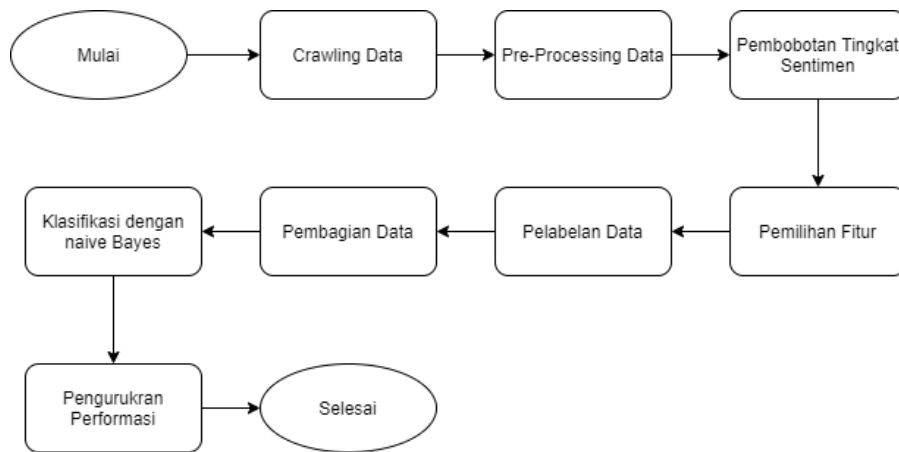 Mulai
Crawling Data
Pre-Processing Data
Pembobotan Tingkat
Sentimen
Klasifikasi dengan
naive Bayes
Pembagian Data
Pelabelan Data
Pemilihan Fitur
Pengurukran
Performasi
Selesai